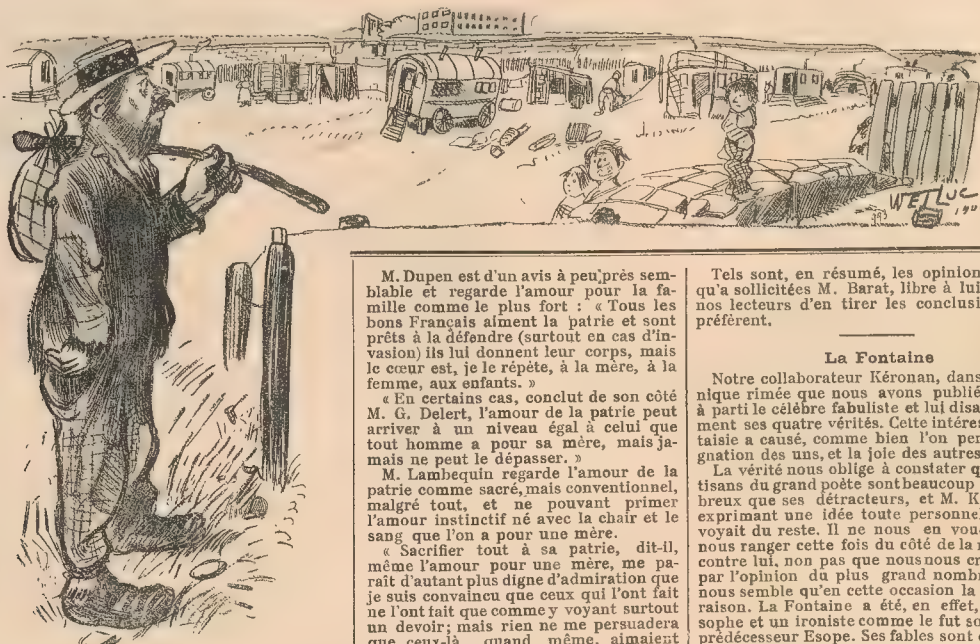 WEILUC
M. Dupen est d'un avis à peu près sem-
blable et regarde l'amour pour la fa-
mille comme le plus fort : « Tous les
bons Français aiment la patrie et sont
prêts à la défendre (surtout en cas d'in-
vasion) ils lui donnent leur corps, mais
le cœur est, je le répète, à la mère, à la
femme, aux enfants. »
« En certains cas, conclut de son côté
M. G. Delert, l'amour de la patrie peut
arriver à un niveau égal à celui que
tout homme a pour sa mère, mais ja-
mais ne peut le dépasser. »
M. Lambequin regarde l'amour de la
patrie comme sacré, mais conventionnel,
malgré tout, et ne pouvant primer
l'amour instinctif né avec la chair et le
sang que l'on a pour une mère.
« Sacrifier tout à sa patrie, dit-il,
même l'amour pour une mère, me pa-
raît d'autant plus digne d'admiration que
je suis convaincu que ceux qui l'ont fait
ne l'ont fait que comme y voyant surtout
un devoir; mais rien ne me persuadera
que ceux-là, quand même, aimaient
Tels sont, en résumé, les opinion
qu'a sollicitées M. Barat, libre à lui
nos lecteurs d'en tirer les conclusi
préfèrent.
La Fontaine
Notre collaborateur Kéronan, dans
nique rimée que nous avons publié
à parti le célèbre fabuliste et lui disa
ment ses quatre vérités. Cette intéres
taisie a causé, comme bien l'on pen
gnation des uns, et la joie des autres
La vérité nous oblige à constater q
tisans du grand poète sont beaucoup
breux que ses détracteurs, et M. K
exprimant une idée toute personnel
voyait du reste. Il ne nous en voud
nous ranger cette fois du côté de la
contre lui, non pas que nous nous cr
par l'opinion du plus grand nomb
nous semble qu'en cette occasion la
raison. La Fontaine a été, en effet,
sophe et un ironiste comme le fut s
prédécesseur Esope. Ses fables sont